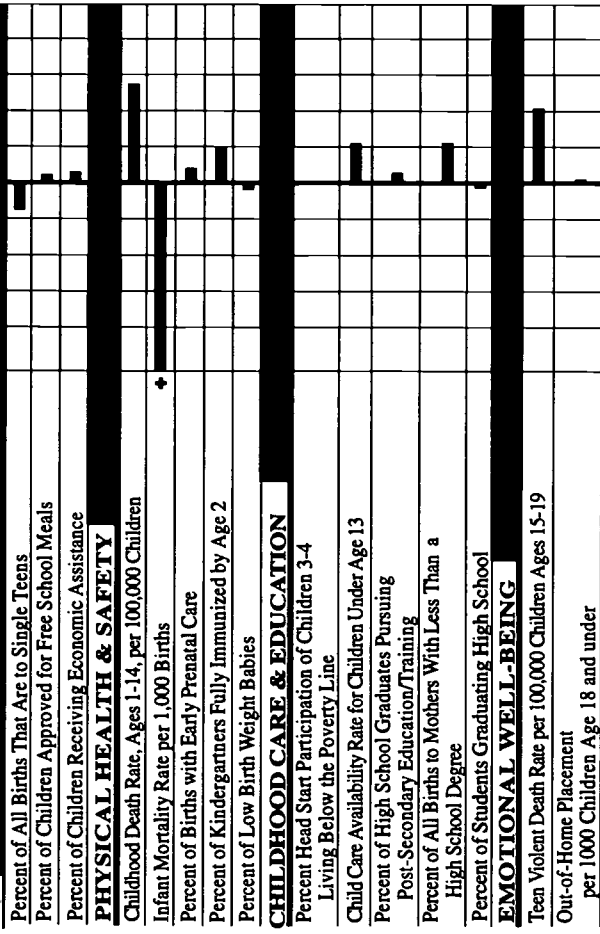 Percent of All Births That Are to Single Teens
Percent of Children Approved for Free School Meals
Percent of Children Receiving Economic Assistance
PHYSICAL HEALTH & SAFETY
Childhood Death Rate, Ages 1-14, per 100,000 Children
Infant Mortality Rate per 1,000 Births
Percent of Births with Early Prenatal Care
Percent of Kindergartners Fully Immunized by Age 2
Percent of Low Birth Weight Babies
CHILDHOOD CARE & EDUCATION
Percent Head Start Participation of Children 3-4
Living Below the Poverty Line
Child Care Availability Rate for Children Under Age 13
Percent of High School Graduates Pursuing
Post-Secondary Education/Training
Percent of All Births to Mothers With Less Than a
High School Degree
Percent of Students Graduating High School
EMOTIONAL WELL-BEING
Teen Violent Death Rate per 100,000 Children Ages 15-19
Out-of-Home Placement
per 1000 Children Age 18 and under